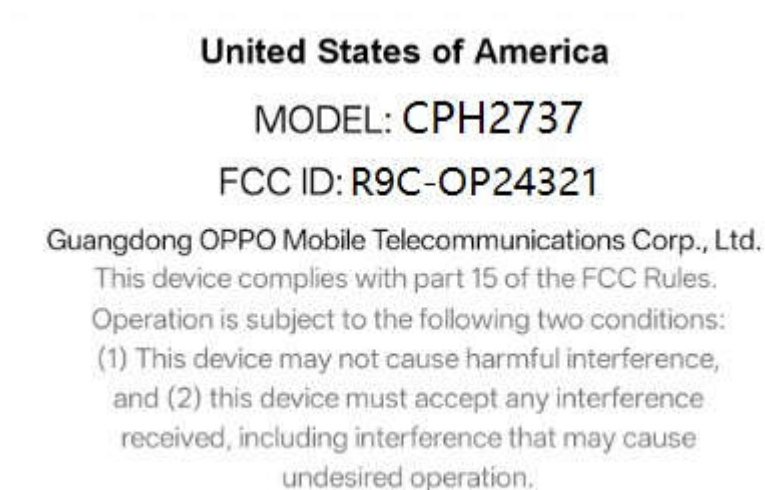 United States of America
MODEL: CPH2737
FCC ID: R9C-OP24321
Guangdong OPPO Mobile Telecommunications Corp., Ltd.
This device complies with part 15 of the FCC Rules.
Operation is subject to the following two conditions:
(1) This device may not cause harmful interference,
and (2) this device must accept any interference
received, including interference that may cause
undesired operation.